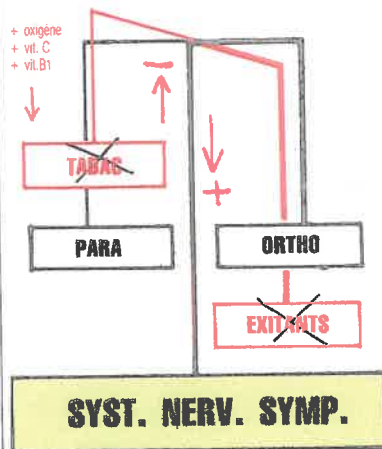 + oxigène
+ vit. C
+ vit.B1
−
+
TABAC
PARA
ORTHO
EXITANTS
SYST. NERV. SYMP.